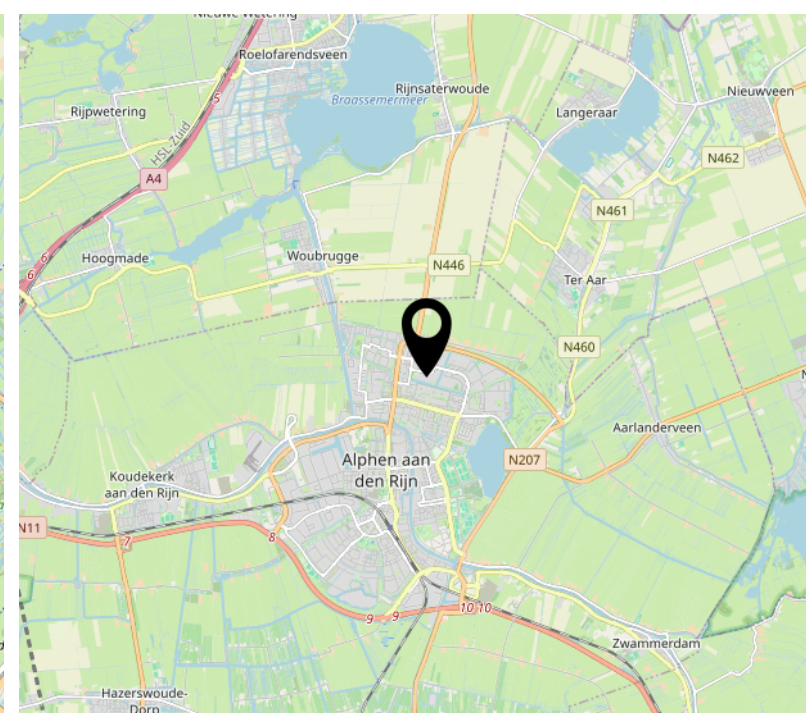 Nieuwe Wetering
Roelofarendsveen
Rijnsaterwoude
Braassemermeer
Nieuwveen
Rijpwetering
Langeraar
5
HSL-Zuid
N462
A4
N461
6
Hoogmade
Woubrugge
N446
6
Ter Aar
N460
Aarlanderveen
Alphen aan
den Rijn
N207
Koudekerk
aan den Rijn
N11
7
8
9
9
10
10
Zwammerdam
Hazerswoude-
Dorp